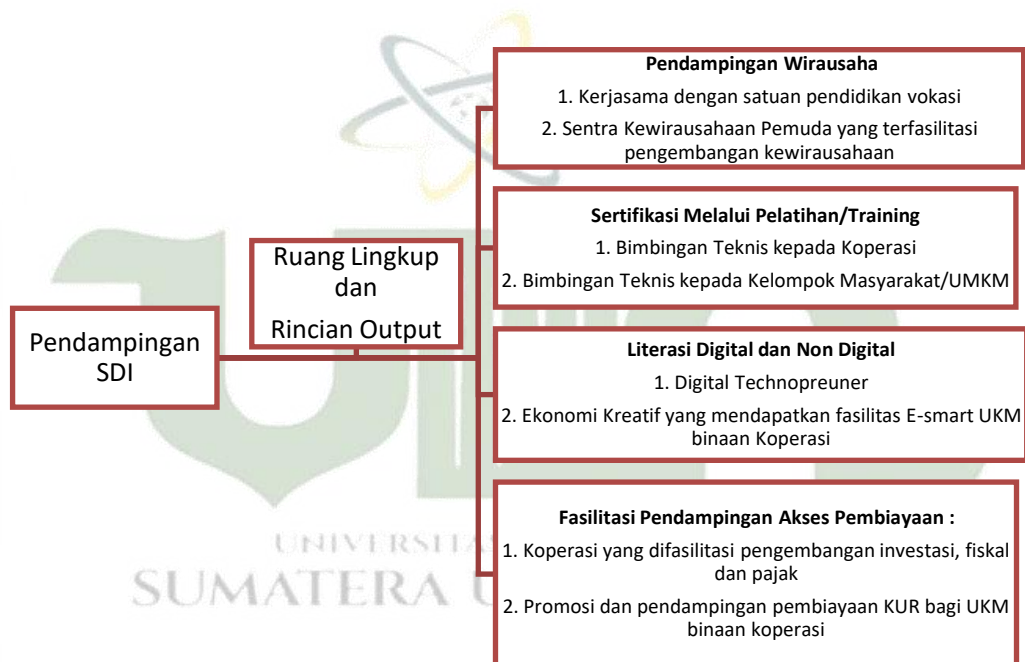 Pendampingan
SDI
Ruang Lingkup
dan
Rincian Output
Pendampingan Wirausaha
1. Kerjasama dengan satuan pendidikan vokasi
2. Sentra Kewirausahaan Pemuda yang terfasilitasi
pengembangan kewirausahaan
Sertifikasi Melalui Pelatihan/Training
1. Bimbingan Teknis kepada Koperasi
2. Bimbingan Teknis kepada Kelompok Masyarakat/UMKM
Literasi Digital dan Non Digital
1. Digital Technopreuner
2. Ekonomi Kreatif yang mendapatkan fasilitas E-smart UKM
binaan Koperasi
Fasilitasi Pendampingan Akses Pembiayaan :
1. Koperasi yang difasilitasi pengembangan investasi, fiskal
dan pajak
2. Promosi dan pendampingan pembiayaan KUR bagi UKM
binaan koperasi
UNIVERSITAS
SUMATERA U